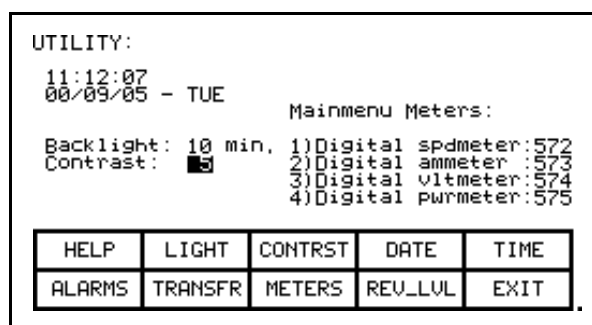 UTILITY:
11:12:07
00/09/05 - TUE
Mainmenu Meters:
Backlight: 10 min, 1)Digital spdmeter:572
Contrast: 5 2)Digital ammeter :573
3)Digital vltmeter:574
4)Digital pwrmeter:575
HELP LIGHT CONTRST DATE TIME
ALARMS TRANSFR METERS REV_LVL EXIT